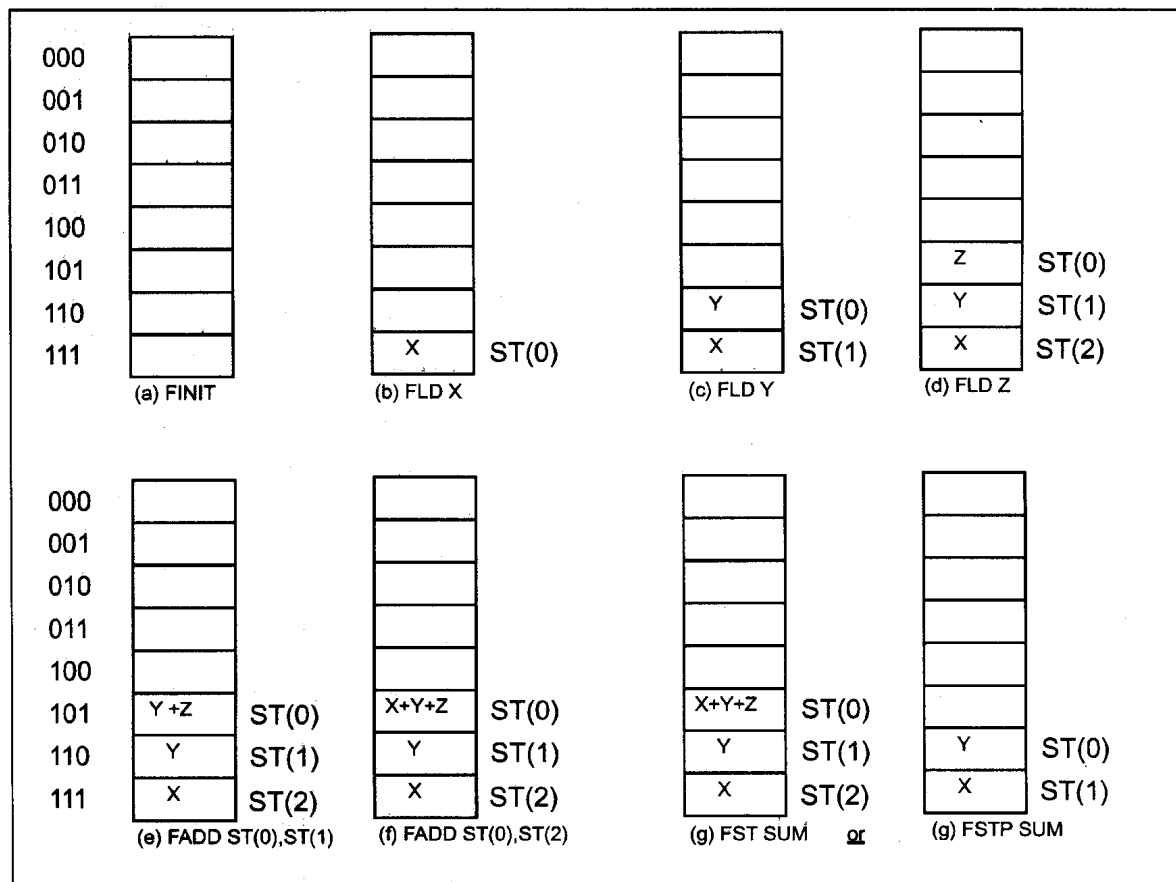 000
001
010
011
100
101 Z ST(0)
110 Y ST(0) Y ST(1)
111 X ST(0) X ST(1) X ST(2)
(a) FINIT (b) FLD X (c) FLD Y (d) FLD Z
000
001
010
011
100
101 Y +Z ST(0) X+Y+Z ST(0) X+Y+Z ST(0)
110 Y ST(1) Y ST(1) Y ST(1) Y ST(0)
111 X ST(2) X ST(2) X ST(2) X ST(1)
(e) FADD ST(0),ST(1) (f) FADD ST(0),ST(2) (g) FST SUM or (g) FSTP SUM